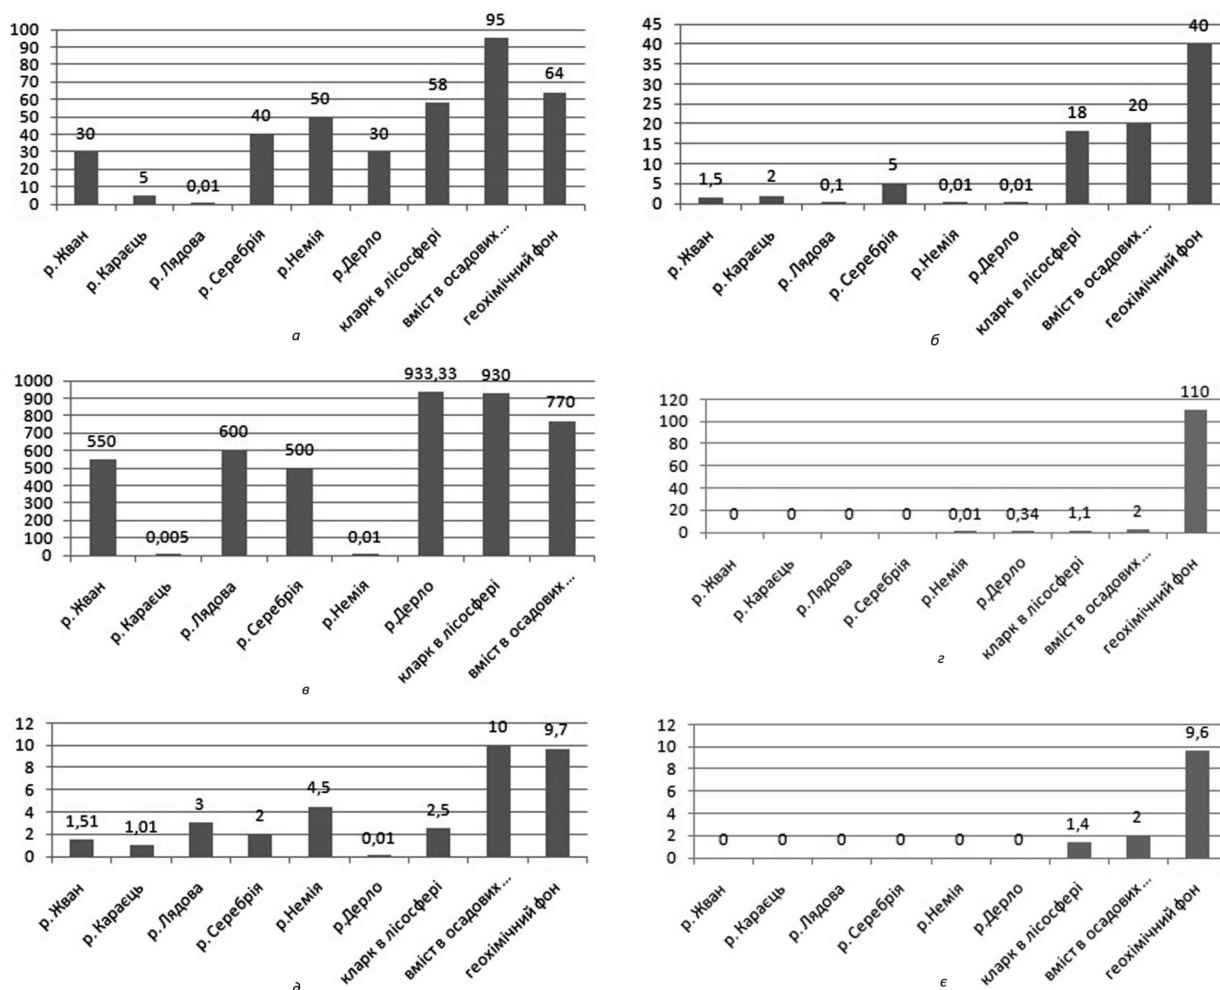 100
90
80
70
60
50
40
30
20
10
0
30
5
0,01
40
50
30
58
95
64
р. Жван
р. Караєць
р. Лядова
р. Серебрія
р.Немія
р.Дерло
кларк в лісосфері
вміст в осадових...
геохімічний фон
а
45
40
35
30
25
20
15
10
5
0
1,5
2
0,1
5
0,01
0,01
18
20
40
р. Жван
р. Караєць
р. Лядова
р. Серебрія
р.Немія
р.Дерло
кларк в лісосфері
вміст в осадових...
геохімічний фон
б
1000
900
800
700
600
500
400
300
200
100
0
550
0,005
600
500
0,01
933,33
930
770
р. Жван
р. Караєць
р. Лядова
р. Серебрія
р.Немія
р.Дерло
кларк в лісосфері
вміст в осадових...
в
120
100
80
60
40
20
0
0
0
0
0
0,01
0,34
1,1
2
110
р. Жван
р. Караєць
р. Лядова
р. Серебрія
р.Немія
р.Дерло
кларк в лісосфері
вміст в осадових...
геохімічний фон
г
12
10
8
6
4
2
0
1,51
1,01
3
2
4,5
0,01
2,5
10
9,7
р. Жван
р. Караєць
р. Лядова
р. Серебрія
р.Немія
р.Дерло
кларк в лісосфері
вміст в осадових...
геохімічний фон
д
12
10
8
6
4
2
0
0
0
0
0
0
0
1,4
2
9,6
р. Жван
р. Караєць
р. Лядова
р. Серебрія
р.Немія
р.Дерло
кларк в лісосфері
вміст в осадових...
геохімічний фон
є